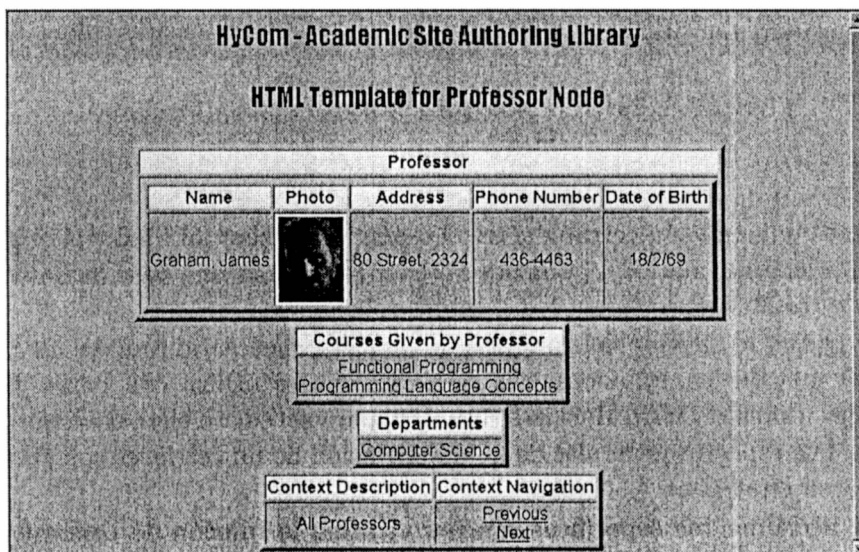 HyCom - Academic Site Authoring Library
HTML Template for Professor Node
Professor
Name Photo Address Phone Number Date of Birth
Graham, James 80 Street, 2324 436-4463 18/2/69
Courses Given by Professor
Functional Programming
Programming Language Concepts
Departments
Computer Science
Context Description Context Navigation
All Professors Previous
Next